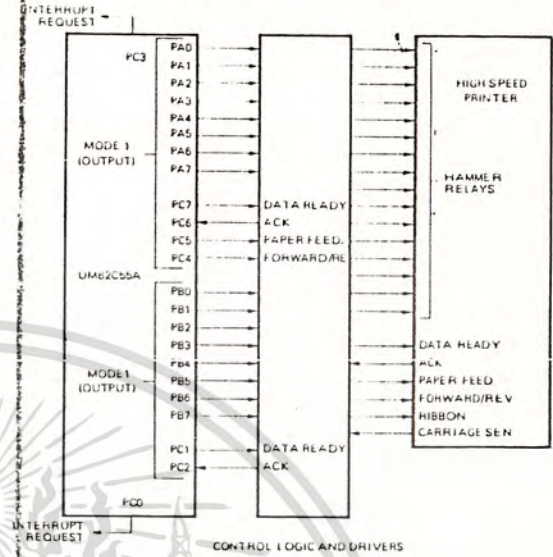 INTERRUPT
REQUEST
PC3
PA0
PA1
PA2
PA3
PA4
PA5
PA6
PA7
MODE 1
(OUTPUT)
PC7
PC6
PC5
PC4
DATA READY
ACK
PAPER FEED.
FORWARD/RE
UM82C55A
PB0
PB1
PB2
PB3
PB4
PB5
PB6
PB7
MODE 1
(OUTPUT)
PC1
PC2
DATA READY
ACK
PC0
INTERRUPT
REQUEST
HIGH SPEED
PRINTER
HAMMER
RELAYS
DATA READY
ACK
PAPER FEED
FORWARD/REV
RIBBON
CARRIAGE SEN
CONTROL LOGIC AND DRIVERS